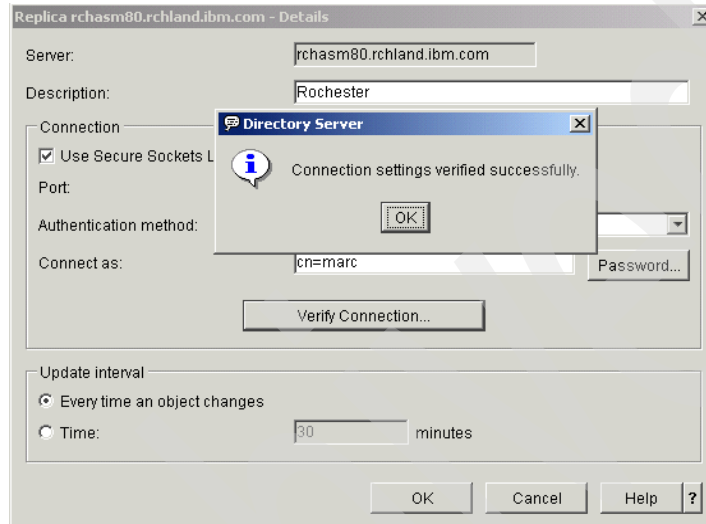 Replica rchasm80.rchland.ibm.com - Details
Server: rchasm80.rchland.ibm.com
Description: Rochester
Connection
Directory Server
Use Secure Sockets L
Connection settings verified successfully.
Port:
OK
Authentication method:
Connect as: cn=marc Password...
Verify Connection...
Update interval
Every time an object changes
Time: 30 minutes
OK Cancel Help ?